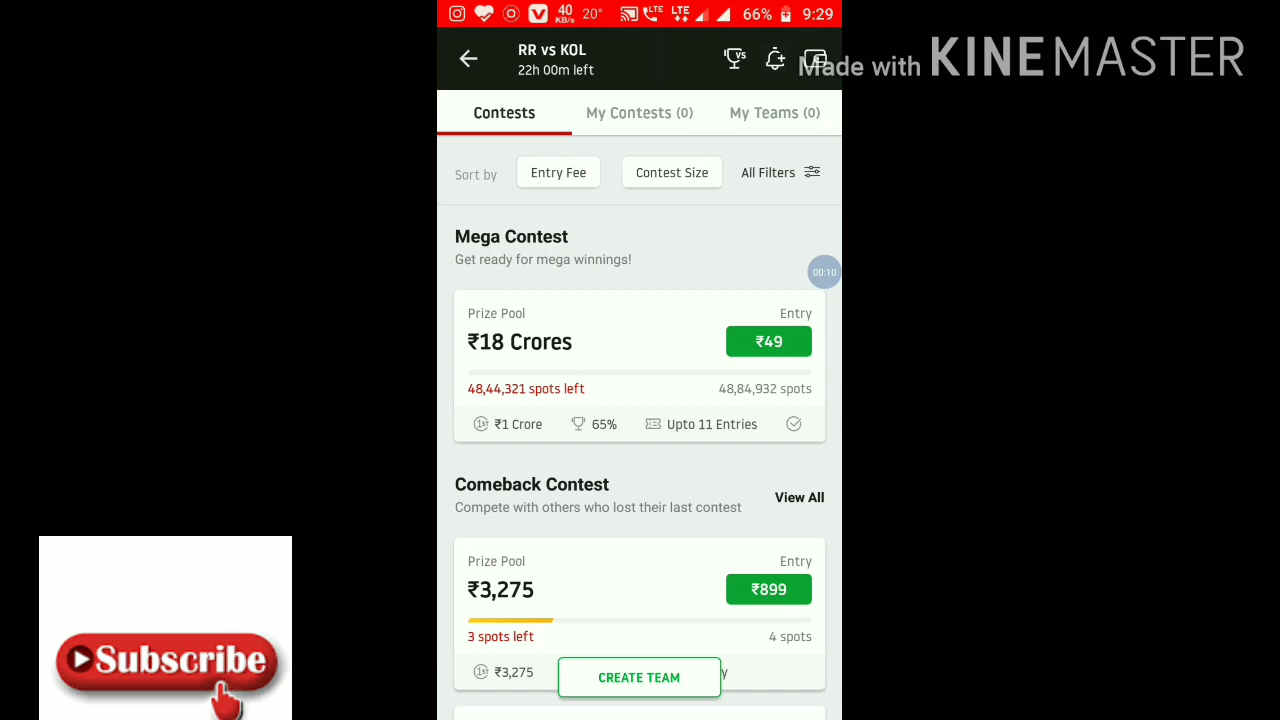 40 KB/s 20° LTE LTE 66% 9:29
RR vs KOL
22h 00m left
VS
Made with KINEMASTER
Contests My Contests (0) My Teams (0)
Sort by Entry Fee Contest Size All Filters
Mega Contest
Get ready for mega winnings!
00:10
Prize Pool Entry
₹18 Crores ₹49
48,44,321 spots left 48,84,932 spots
1st ₹1 Crore 65% Upto 11 Entries
Comeback Contest
View All
Compete with others who lost their last contest
Prize Pool Entry
₹3,275 ₹899
3 spots left 4 spots
1st ₹3,275 y
CREATE TEAM
Subscribe